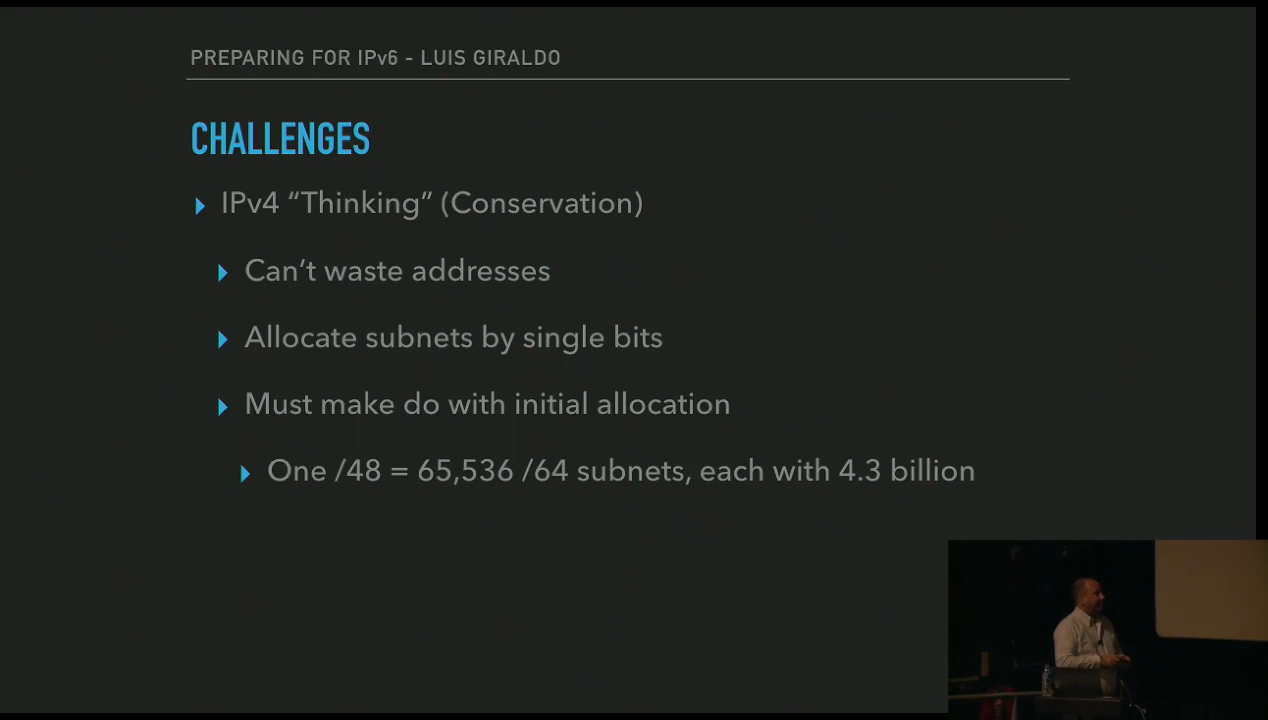 PREPARING FOR IPv6 - LUIS GIRALDO
CHALLENGES
IPv4 “Thinking” (Conservation)
Can’t waste addresses
Allocate subnets by single bits
Must make do with initial allocation
One /48 = 65,536 /64 subnets, each with 4.3 billion